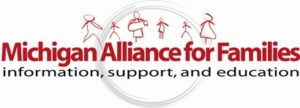 Michigan Alliance for Families
information, support, and education